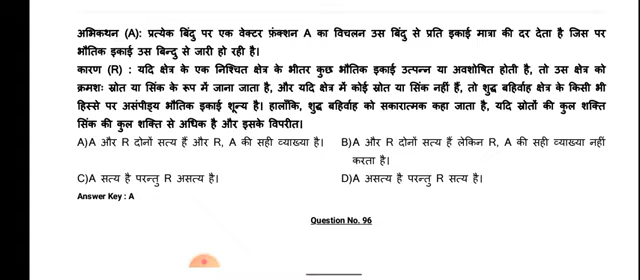 अभिकथन (A): प्रत्येक बिंदु पर एक वेक्टर फ़ंक्शन A का विचलन उस बिंदु से प्रति इकाई मात्रा की दर देता है जिस पर
भौतिक इकाई उस बिन्दु से जारी हो रही है।
कारण (R) : यदि क्षेत्र के एक निश्चित क्षेत्र के भीतर कुछ भौतिक इकाई उत्पन्न या अवशोषित होती है, तो उस क्षेत्र को
क्रमशः स्रोत या सिंक के रूप में जाना जाता है, और यदि क्षेत्र में कोई स्रोत या सिंक नहीं हैं, तो शुद्ध बहिर्वाह क्षेत्र के किसी भी
हिस्से पर असंपीड्य भौतिक इकाई शून्य है। हालाँकि, शुद्ध बहिर्वाह को सकारात्मक कहा जाता है, यदि स्रोतों की कुल शक्ति
सिंक की कुल शक्ति से अधिक है और इसके विपरीत।
A)A और R दोनों सत्य हैं और R, A की सही व्याख्या है। B)A और R दोनों सत्य हैं लेकिन R, A की सही व्याख्या नहीं
करता है।
C)A सत्य है परन्तु R असत्य है। D)A असत्य है परन्तु R सत्य है।
Answer Key : A
Question No. 96